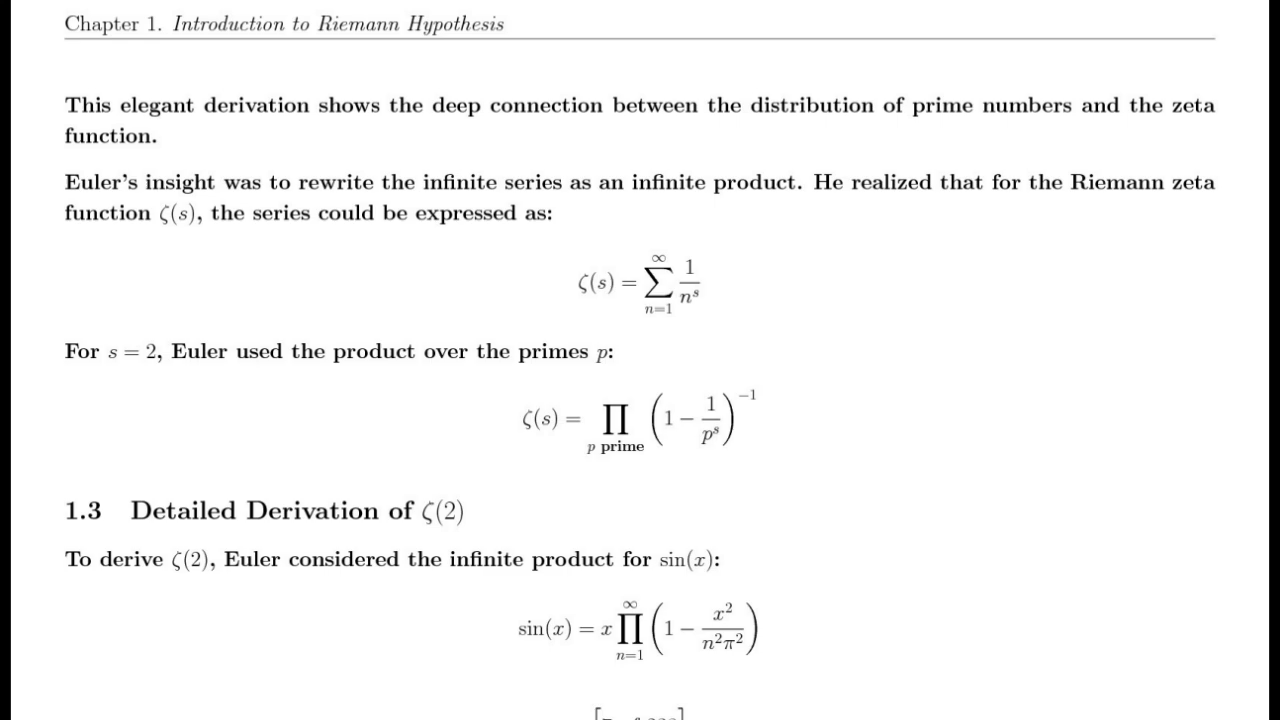 Chapter 1. Introduction to Riemann Hypothesis
This elegant derivation shows the deep connection between the distribution of prime numbers and the zeta
function.
Euler's insight was to rewrite the infinite series as an infinite product. He realized that for the Riemann zeta
function ζ(s), the series could be expressed as:
ζ(s) = ∑_{n=1}^{∞} 1/n^s
For s = 2, Euler used the product over the primes p:
ζ(s) = ∏_{p prime} (1 − 1/p^s)^{−1}
1.3 Detailed Derivation of ζ(2)
To derive ζ(2), Euler considered the infinite product for sin(x):
sin(x) = x ∏_{n=1}^{∞} (1 − x^2/(n^2π^2))